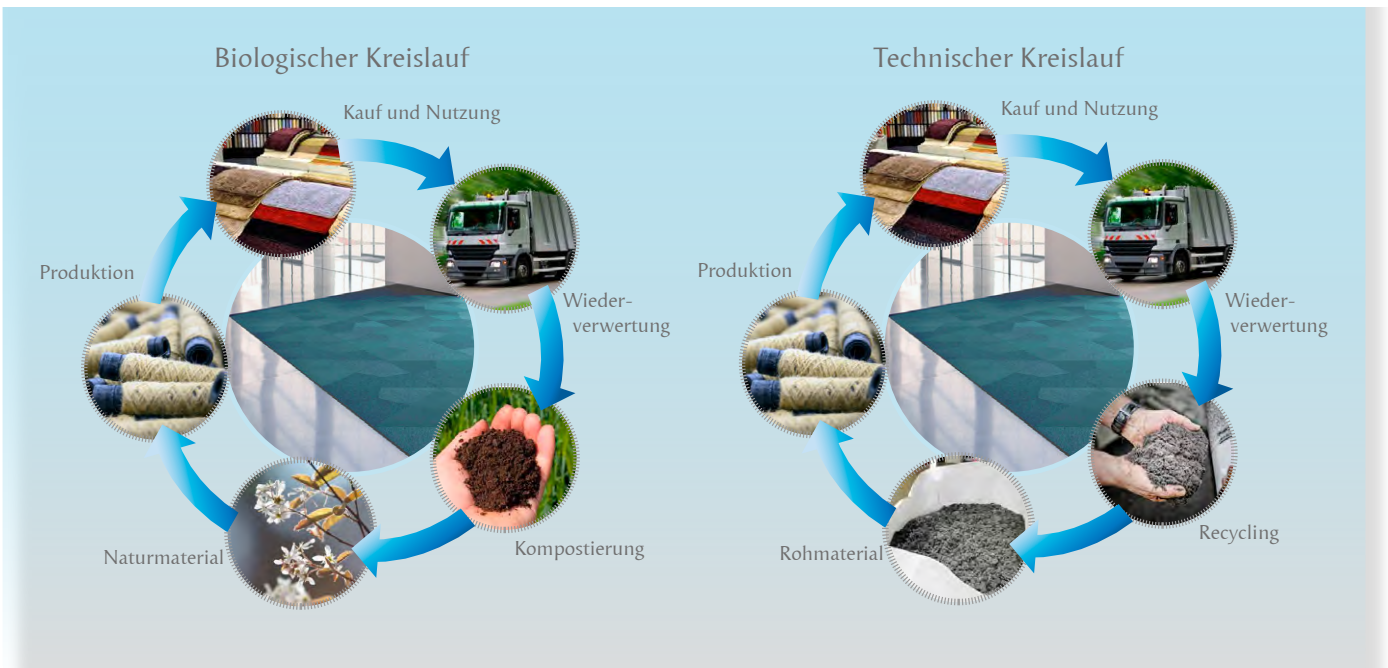 Biologischer Kreislauf
Kauf und Nutzung
Produktion
Wieder-
verwertung
Kompostierung
Naturmaterial
Technischer Kreislauf
Kauf und Nutzung
Produktion
Wieder-
verwertung
Recycling
Rohmaterial